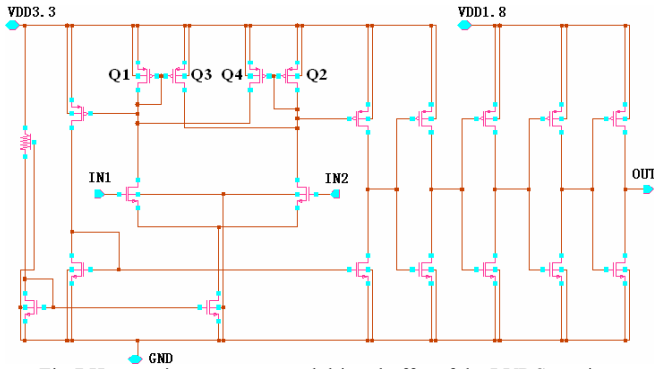 VDD3.3
VDD1.8
Q1
Q3
Q4
Q2
IN1
IN2
OUT
GND